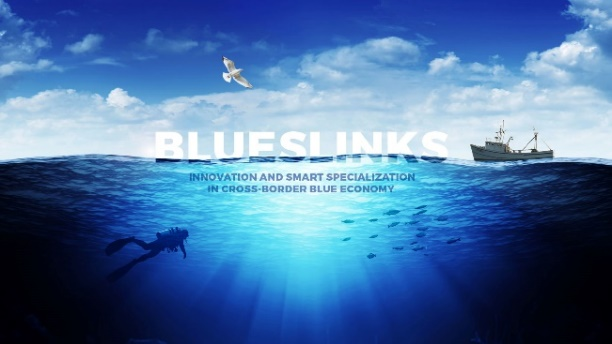 BLUESLINKS
INNOVATION AND SMART SPECIALIZATION
IN CROSS-BORDER BLUE ECONOMY